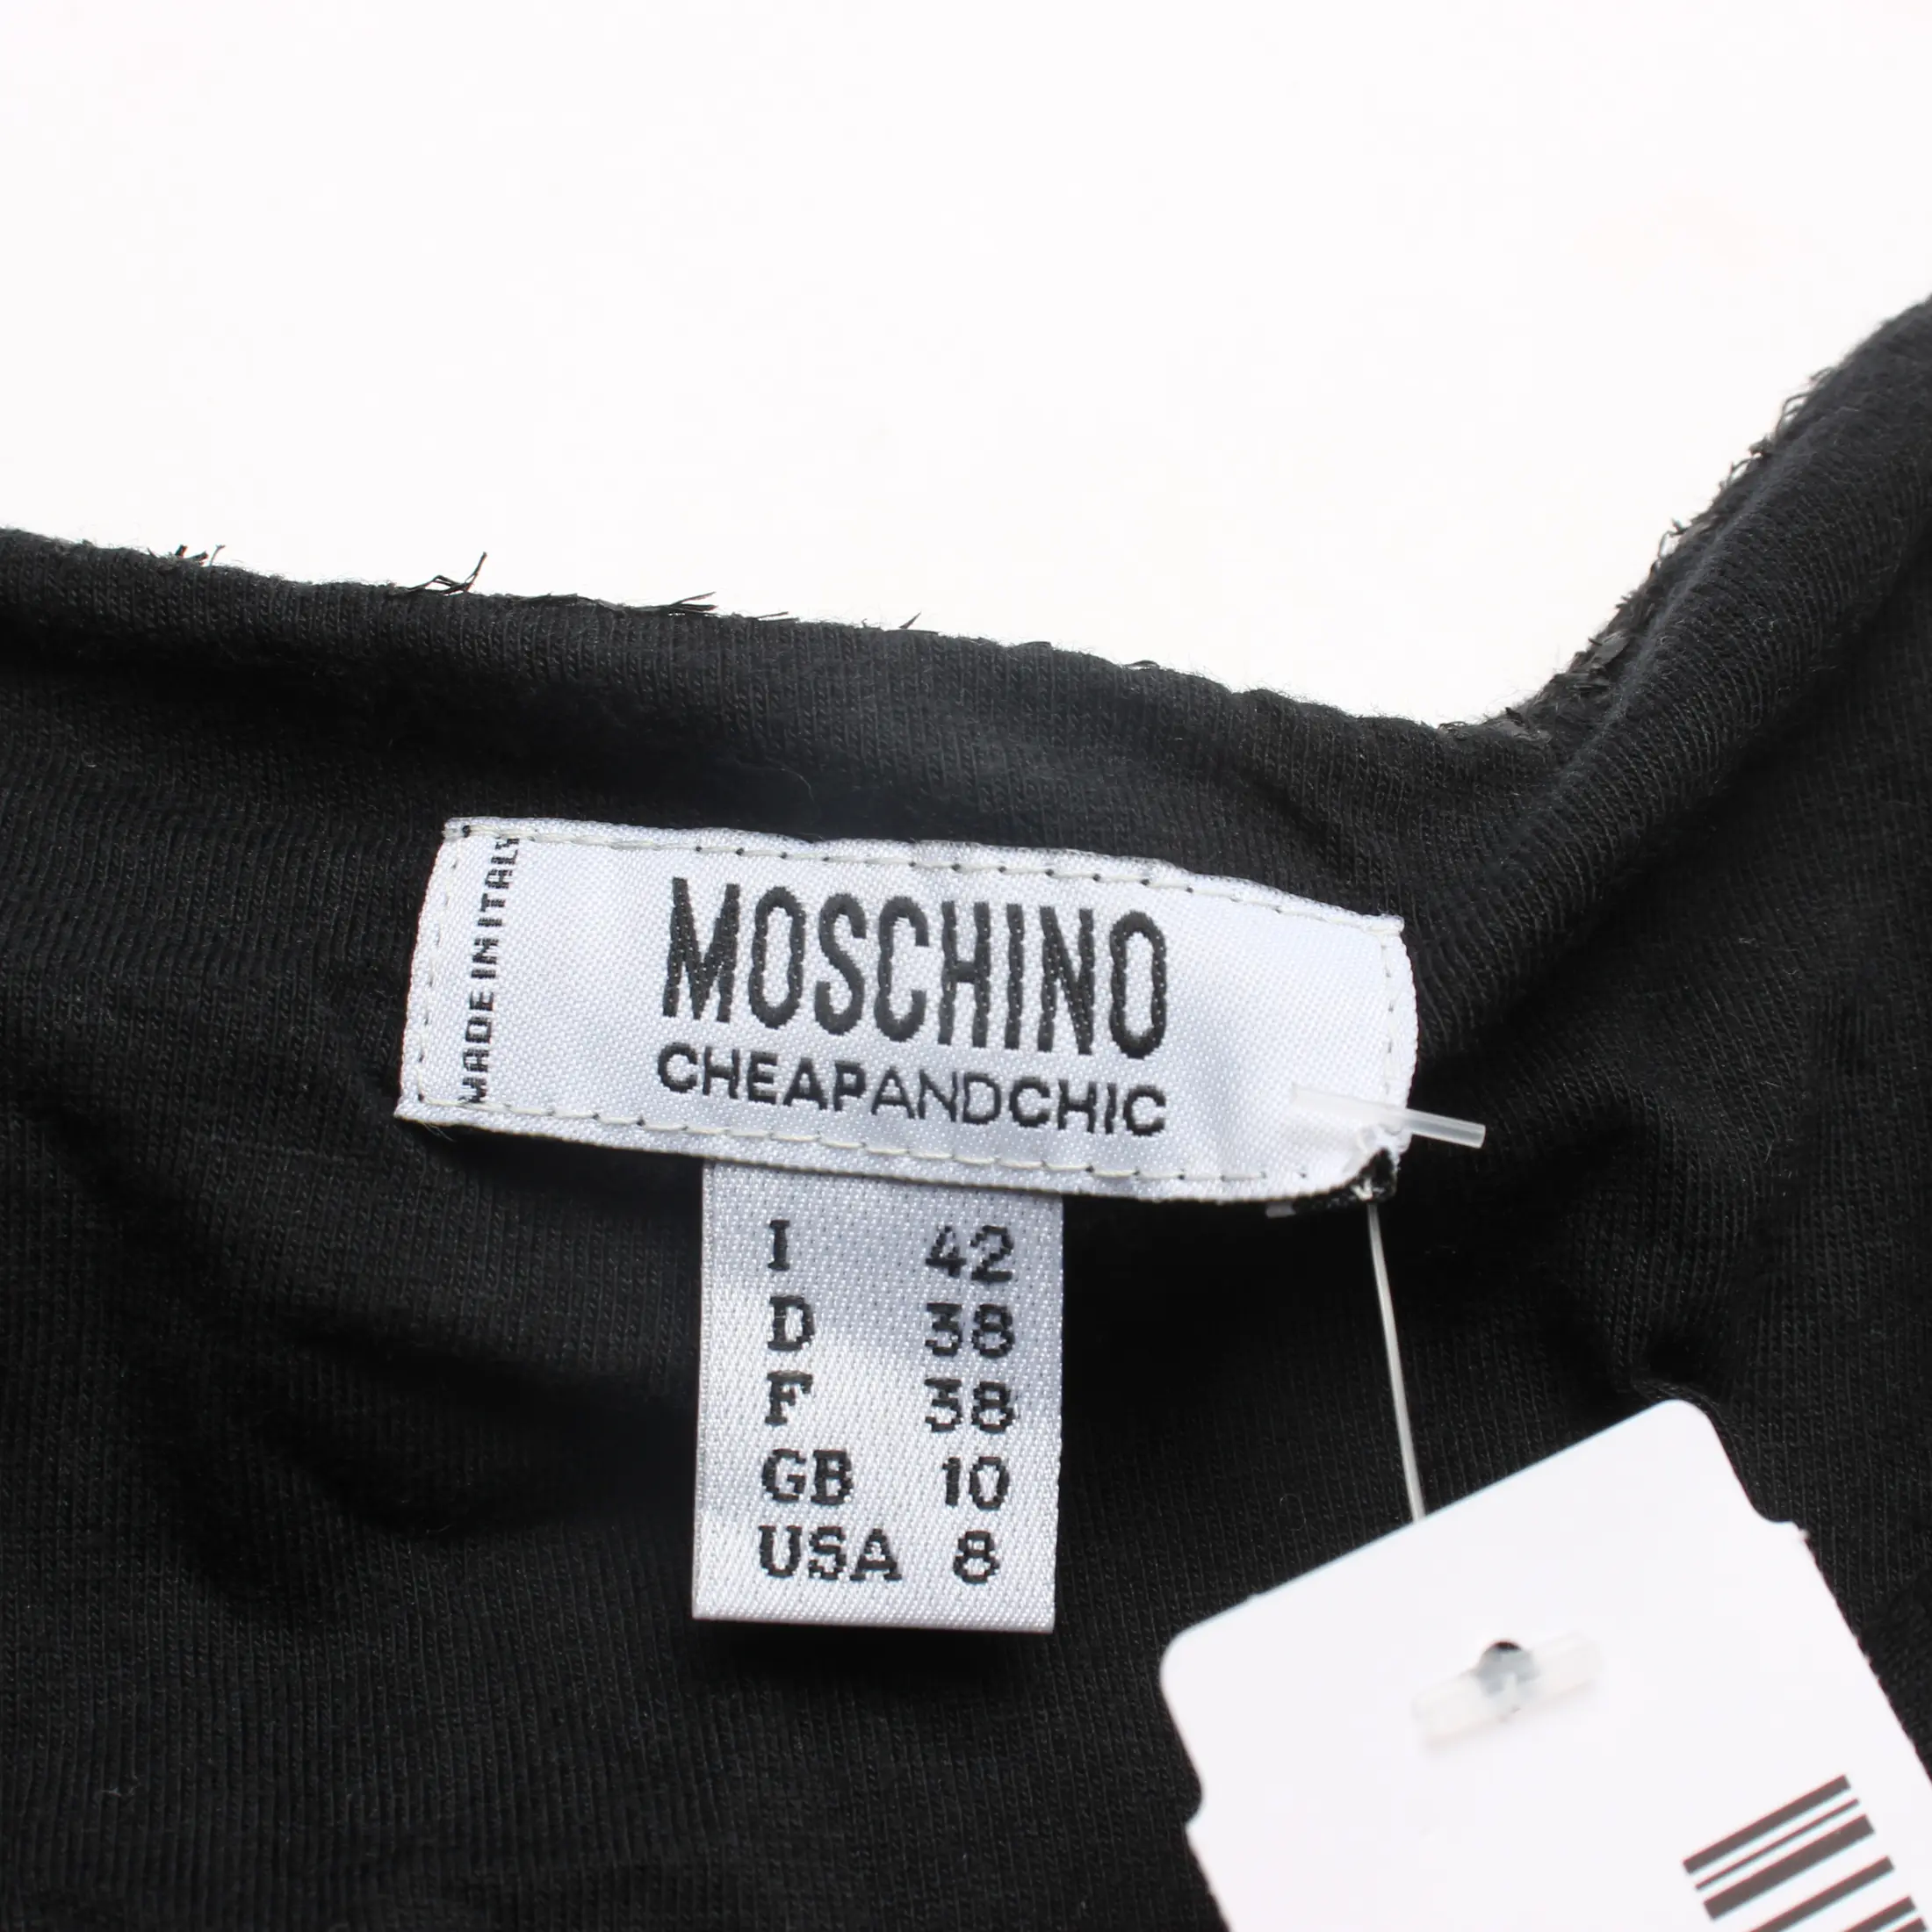 MADE IN ITALY
MOSCHINO
CHEAPANDCHIC
I 42
D 38
F 38
GB 10
USA 8